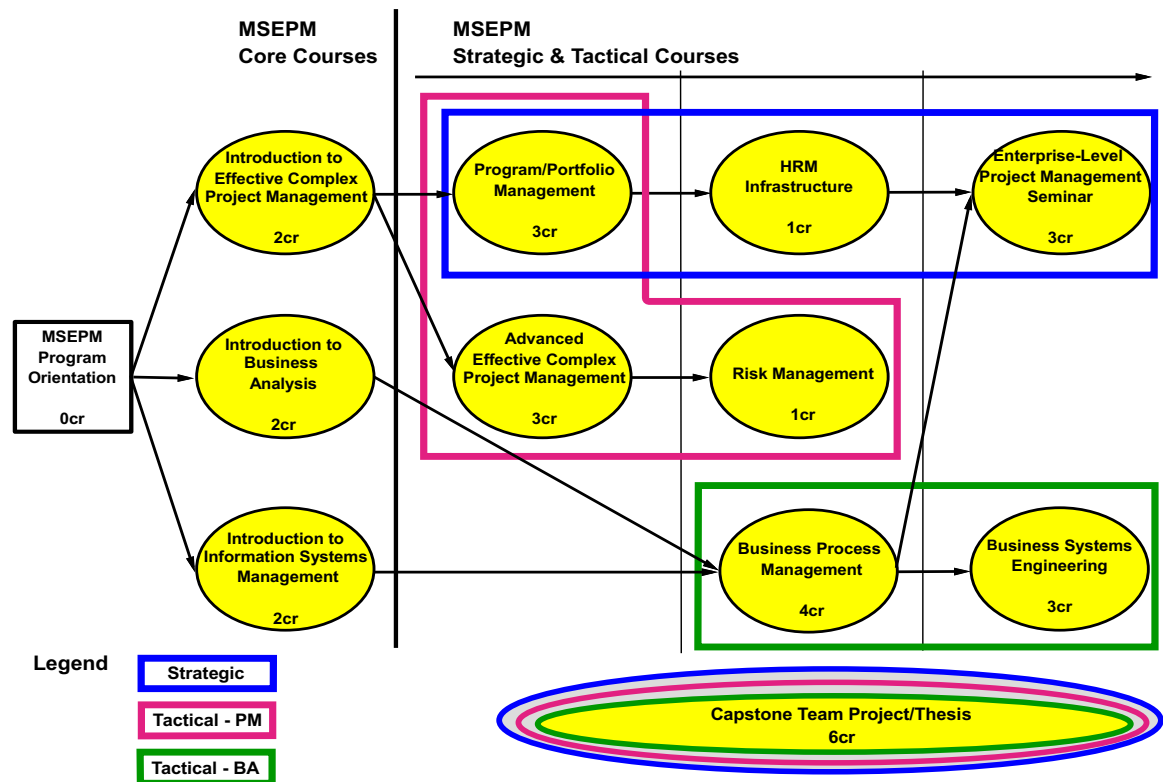 MSEPM
Core Courses
MSEPM
Strategic & Tactical Courses
Introduction to
Effective Complex
Project Management
2cr
Program/Portfolio
Management
3cr
HRM
Infrastructure
1cr
Enterprise-Level
Project Management
Seminar
3cr
MSEPM
Program
Orientation
0cr
Introduction to
Business
Analysis
2cr
Advanced
Effective Complex
Project Management
3cr
Risk Management
1cr
Introduction to
Information Systems
Management
2cr
Business Process
Management
4cr
Business Systems
Engineering
3cr
Legend
Strategic
Tactical - PM
Tactical - BA
Capstone Team Project/Thesis
6cr